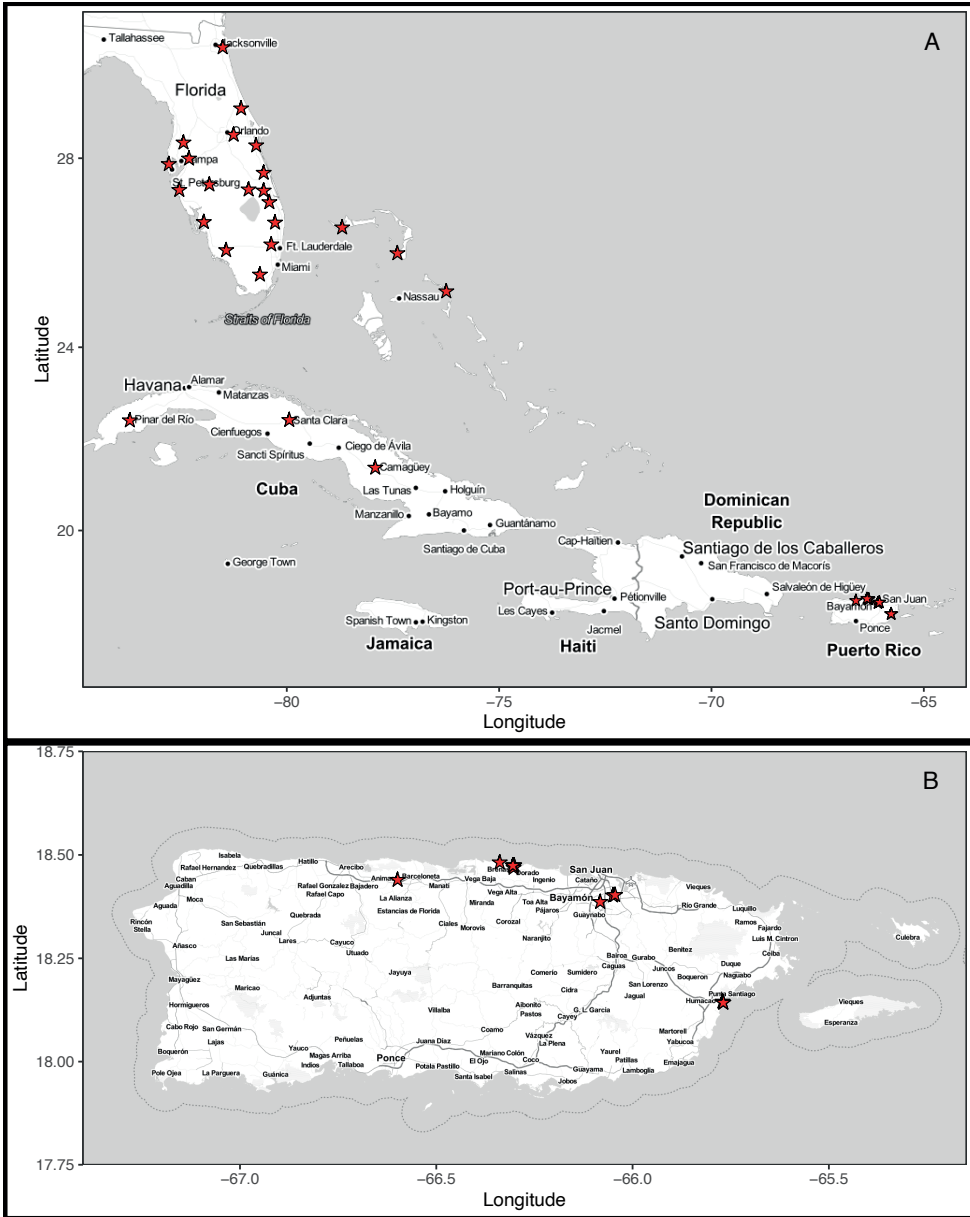 A
Tallahassee
Jacksonville
Florida
Orlando
28
Tampa
St. Petersburg
Ft. Lauderdale
Miami
Nassau
Straits of Florida
Latitude
24
Havana
Alamar
Matanzas
Pinar del Río
Santa Clara
Cienfuegos
Ciego de Ávila
Sancti Spíritus
Camagüey
Cuba
Las Tunas
Holguín
Dominican
Republic
Manzanillo
Bayamo
Guantánamo
20
Santiago de Cuba
Cap-Haïtien
Santiago de los Caballeros
George Town
San Francisco de Macorís
Port-au-Prince
Pétionville
Salvaleón de Higüey
San Juan
Bayamón
Les Cayes
Spanish Town
Kingston
Jacmel
Santo Domingo
Ponce
Jamaica
Haiti
Puerto Rico
−80
−75
−70
−65
Longitude
18.75
B
18.50
Isabela
Rafael Hernandez
Quebradillas
Hatillo
Arecibo
Barceloneta
Dorado
San Juan
Caban
Aguadilla
Rafael Gonzalez
Bajadero
Manatí
Vega Baja
Ingenio
Cataño
Rafael Capo
La Alianza
Vega Alta
Vieques
Moca
Miranda
Toa Alta
Bayamón
Aguada
Estancias de Florida
Pájaros
Guaynabo
Rio Grande
Luquillo
Quebrada
Rincón
Stella
San Sebastián
Ciales
Morovis
Corozal
Ramos
Fajardo
Juncal
Lares
Cayuco
Naranjito
Luis M. Cintron
Culebra
Añasco
Utuado
Benitez
Ceiba
18.25
Las Marías
Bairoa
Gurabo
Caguas
Juncos
Duque
Jayuya
Comerío
Sumidero
Boqueron
Naguabo
Mayagüez
Maricao
Barranquitas
Cidra
San Lorenzo
Jagual
Punta Santiago
Humacao
Hormigueros
Adjuntas
Villalba
Aibonito
Pastos
G. L. Garcia
Cayey
Vieques
Esperanza
Cabo Rojo
San Germán
Coamo
Vázquez
La Plena
Martorell
Yabucoa
Lajas
Peñuelas
Juana Díaz
Boquerón
Yauco
Magas Arriba
Ponce
Mariano Colón
Yaurel
18.00
Indios
Tallaboa
Potala Pastillo
El Ojo
Coco
Patillas
Emajagua
Pole Ojea
La Parguera
Guánica
Santa Isabel
Salinas
Guayama
Lamboglia
Jobos
Latitude
17.75
−67.0
−66.5
−66.0
−65.5
Longitude